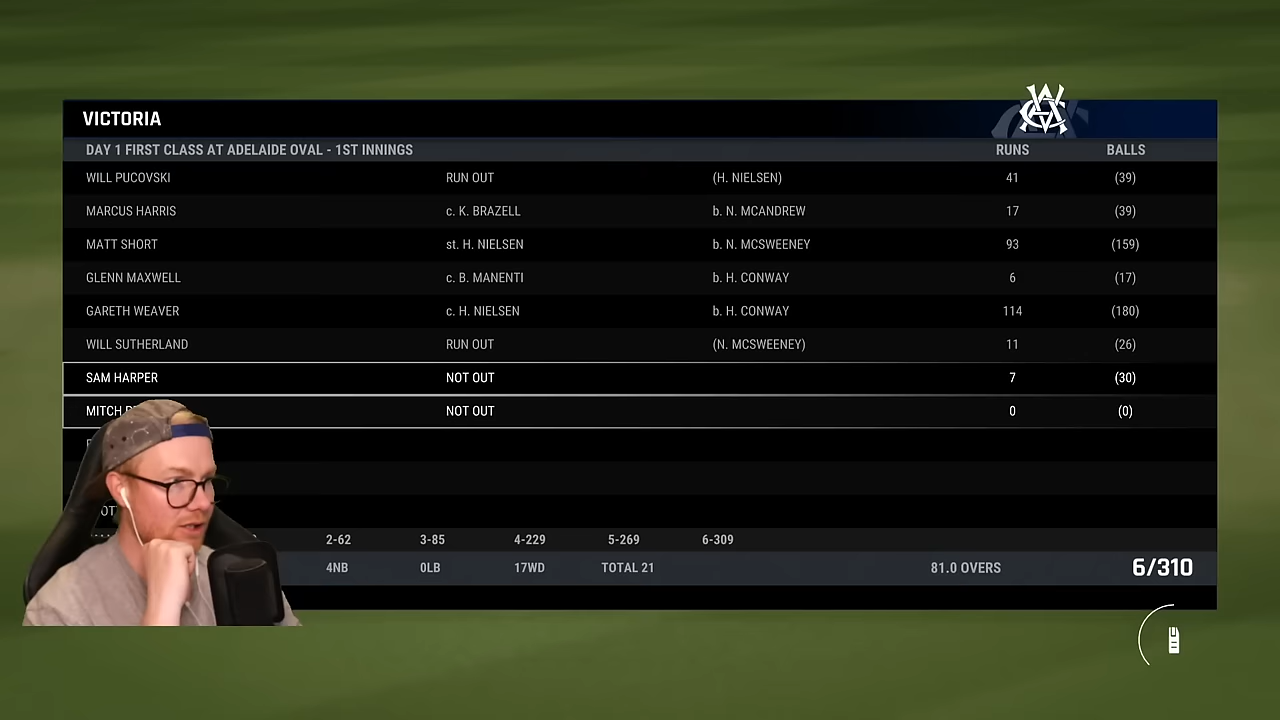 VICTORIA
DAY 1 FIRST CLASS AT ADELAIDE OVAL - 1ST INNINGS RUNS BALLS
WILL PUCOVSKI RUN OUT (H. NIELSEN) 41 (39)
MARCUS HARRIS c. K. BRAZELL b. N. MCANDREW 17 (39)
MATT SHORT st. H. NIELSEN b. N. MCSWEENEY 93 (159)
GLENN MAXWELL c. B. MANENTI b. H. CONWAY 6 (17)
GARETH WEAVER c. H. NIELSEN b. H. CONWAY 114 (180)
WILL SUTHERLAND RUN OUT (N. MCSWEENEY) 11 (26)
SAM HARPER NOT OUT 7 (30)
MITCH NOT OUT 0 (0)
2-62 3-85 4-229 5-269 6-309
4NB 0LB 17WD TOTAL 21 81.0 OVERS 6/310